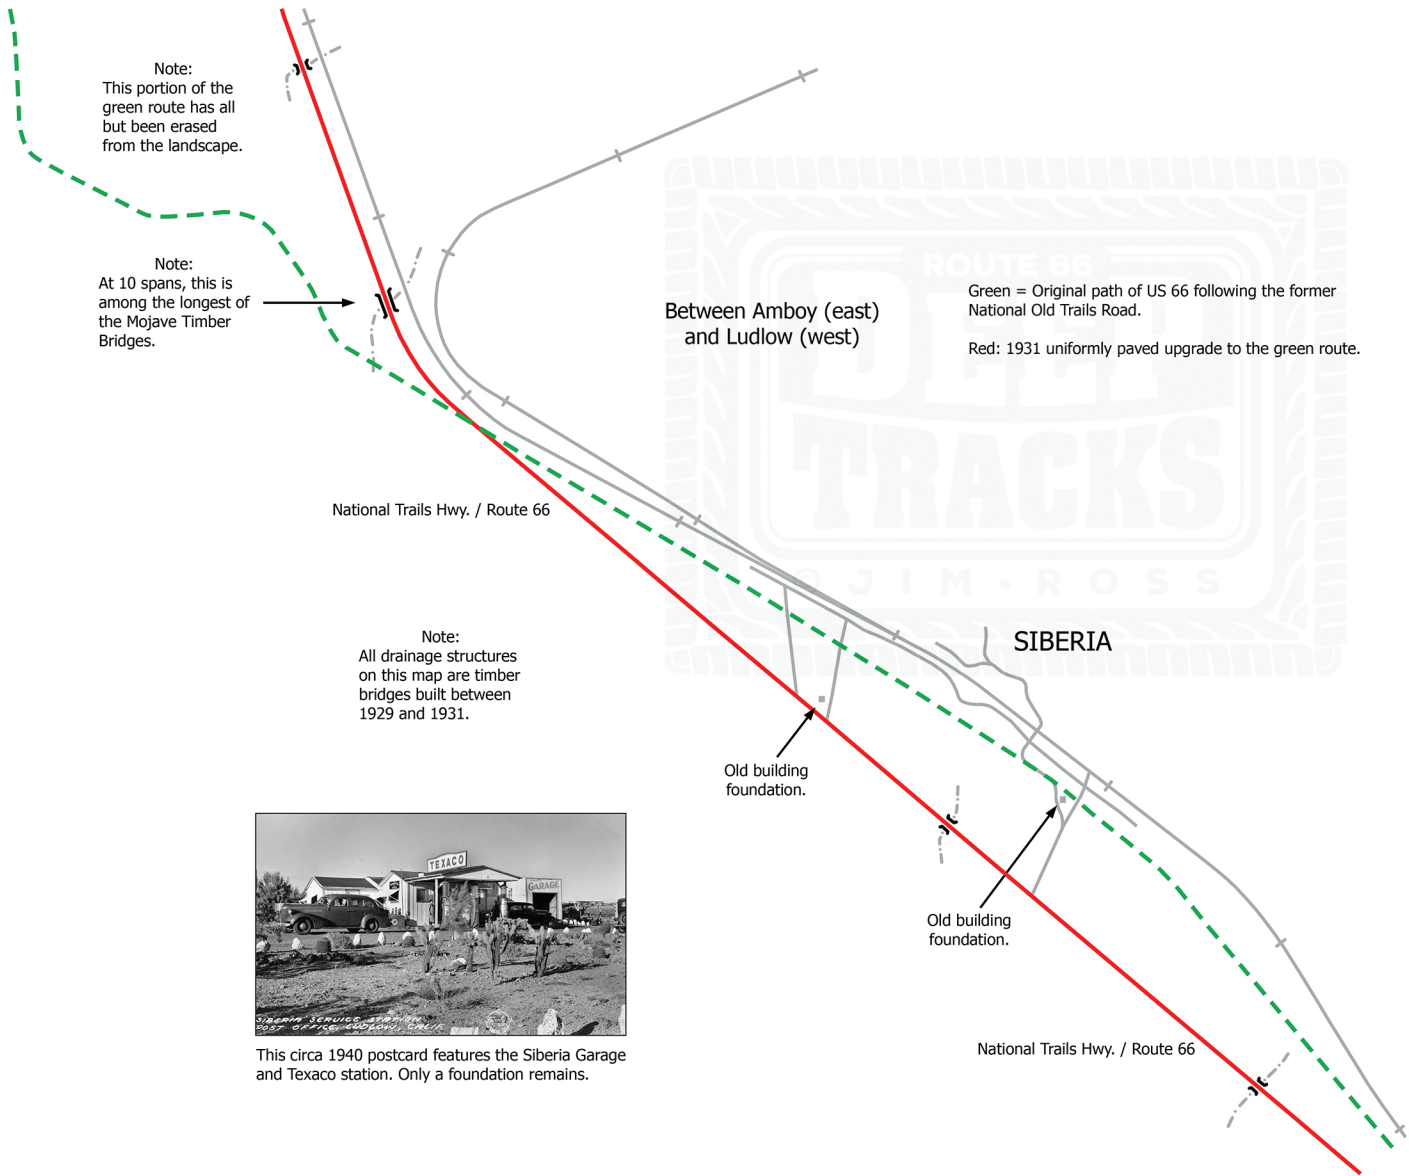 Note:
This portion of the
green route has all
but been erased
from the landscape.
Note:
At 10 spans, this is
among the longest of
the Mojave Timber
Bridges.
ROUTE 66
DEEP
TRACKS
© JIM · ROSS
Between Amboy (east)
and Ludlow (west)
Green = Original path of US 66 following the former
National Old Trails Road.
Red: 1931 uniformly paved upgrade to the green route.
National Trails Hwy. / Route 66
Note:
All drainage structures
on this map are timber
bridges built between
1929 and 1931.
SIBERIA
Old building
foundation.
Old building
foundation.
TEXACO
GARAGE
SIBERIA SERVICE STATION
POST OFFICE, LUDLOW, CALIF.
This circa 1940 postcard features the Siberia Garage
and Texaco station. Only a foundation remains.
National Trails Hwy. / Route 66